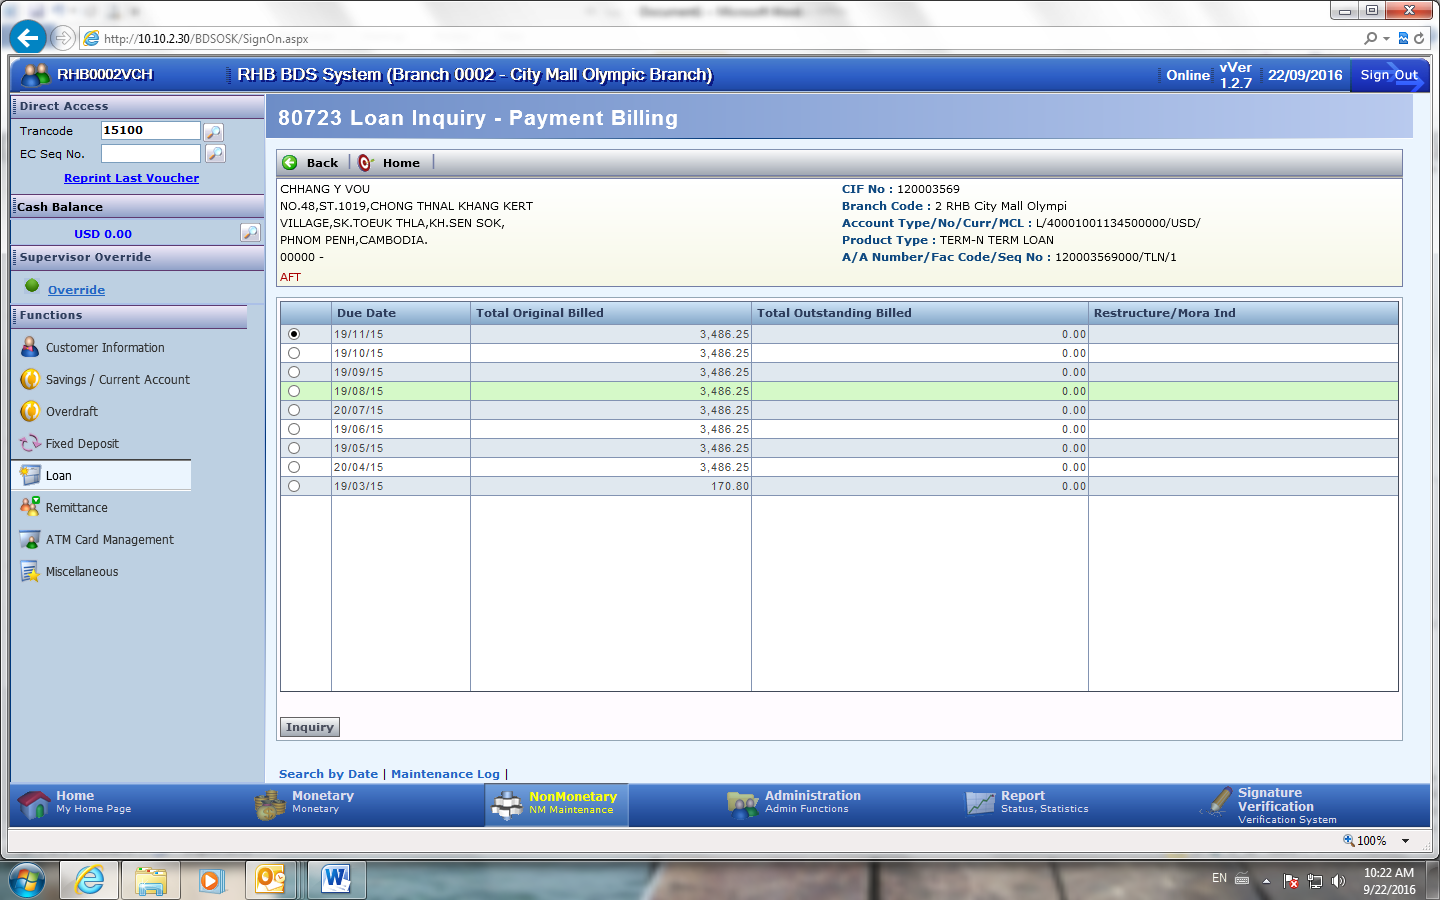 http://10.10.2.30/BDSOSK/SignOn.aspx
RHB0002VCH
RHB BDS System (Branch 0002 - City Mall Olympic Branch)
Online
vVer 1.2.7
22/09/2016
Sign Out
Direct Access
Trancode 15100
EC Seq No.
Reprint Last Voucher
Cash Balance
USD 0.00
Supervisor Override
Override
Functions
Customer Information
Savings / Current Account
Overdraft
Fixed Deposit
Loan
Remittance
ATM Card Management
Miscellaneous
80723 Loan Inquiry - Payment Billing
Back | Home |
CHHANG Y VOU
NO.48,ST.1019,CHONG THNAL KHANG KERT
VILLAGE,SK.TOEUK THLA,KH.SEN SOK,
PHNOM PENH,CAMBODIA.
00000 -
AFT
CIF No : 120003569
Branch Code : 2 RHB City Mall Olympi
Account Type/No/Curr/MCL : L/40001001134500000/USD/
Product Type : TERM-N TERM LOAN
A/A Number/Fac Code/Seq No : 120003569000/TLN/1
Due Date Total Original Billed Total Outstanding Billed Restructure/Mora Ind
19/11/15 3,486.25 0.00
19/10/15 3,486.25 0.00
19/09/15 3,486.25 0.00
19/08/15 3,486.25 0.00
20/07/15 3,486.25 0.00
19/06/15 3,486.25 0.00
19/05/15 3,486.25 0.00
20/04/15 3,486.25 0.00
19/03/15 170.80 0.00
Inquiry
Search by Date | Maintenance Log |
Home
My Home Page
Monetary
Monetary
NonMonetary
NM Maintenance
Administration
Admin Functions
Report
Status, Statistics
Signature
Verification
Verification System
100%
EN
10:22 AM
9/22/2016